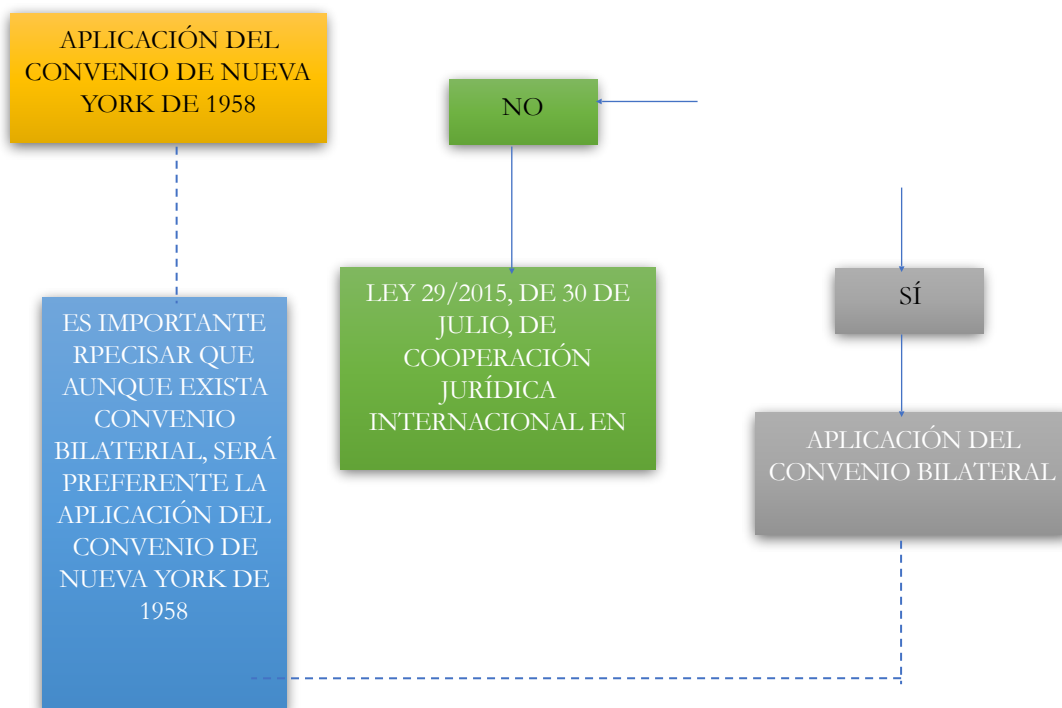 APLICACIÓN DEL
CONVENIO DE NUEVA
YORK DE 1958
NO
LEY 29/2015, DE 30 DE
JULIO, DE
COOPERACIÓN
JURÍDICA
INTERNACIONAL EN
SÍ
ES IMPORTANTE
RPECISAR QUE
AUNQUE EXISTA
CONVENIO
BILATERIAL, SERÁ
PREFERENTE LA
APLICACIÓN DEL
CONVENIO DE
NUEVA YORK DE
1958
APLICACIÓN DEL
CONVENIO BILATERAL